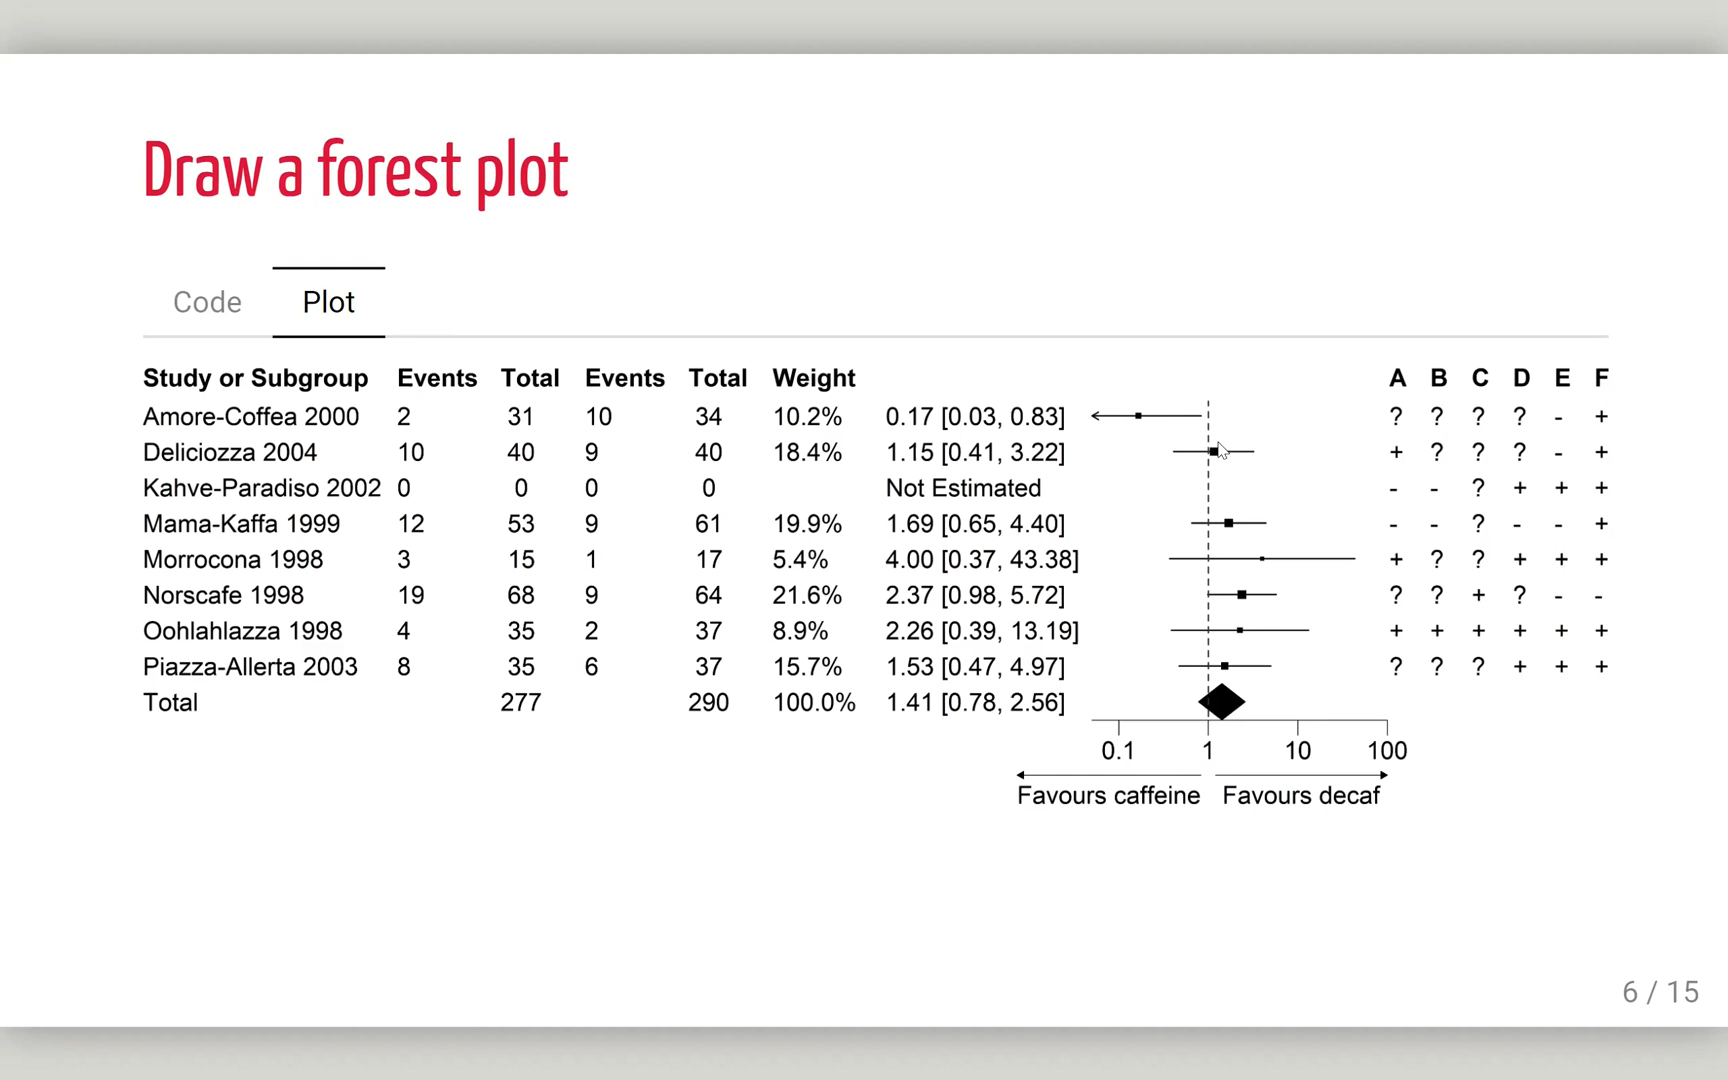 Draw a forest plot
Code Plot
Study or Subgroup Events Total Events Total Weight A B C D E F
Amore-Coffea 2000 2 31 10 34 10.2% 0.17 [0.03, 0.83] ? ? ? ? - +
Deliciozza 2004 10 40 9 40 18.4% 1.15 [0.41, 3.22] + ? ? ? - +
Kahve-Paradiso 2002 0 0 0 0 Not Estimated - - ? + + +
Mama-Kaffa 1999 12 53 9 61 19.9% 1.69 [0.65, 4.40] - - ? - - +
Morrocona 1998 3 15 1 17 5.4% 4.00 [0.37, 43.38] + ? ? + + +
Norscafe 1998 19 68 9 64 21.6% 2.37 [0.98, 5.72] ? ? + ? - -
Oohlahlazza 1998 4 35 2 37 8.9% 2.26 [0.39, 13.19] + + + + + +
Piazza-Allerta 2003 8 35 6 37 15.7% 1.53 [0.47, 4.97] ? ? ? + + +
Total 277 290 100.0% 1.41 [0.78, 2.56]
0.1 1 10 100
Favours caffeine Favours decaf
6 / 15